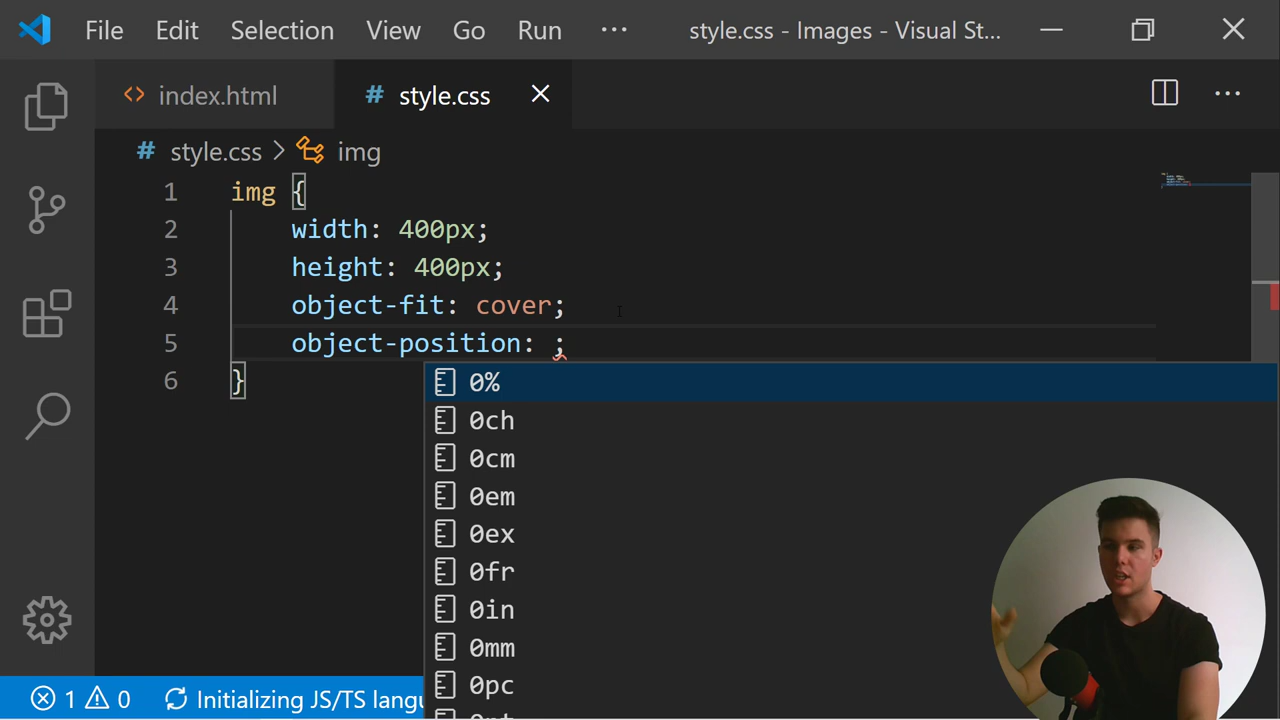 File Edit Selection View Go Run ··· style.css - Images - Visual St...
<> index.html # style.css
# style.css > img
1 img {
2 width: 400px;
3 height: 400px;
4 object-fit: cover;
5 object-position: ;
6 }
0%
0ch
0cm
0em
0ex
0fr
0in
0mm
0pc
1 0 Initializing JS/TS langu